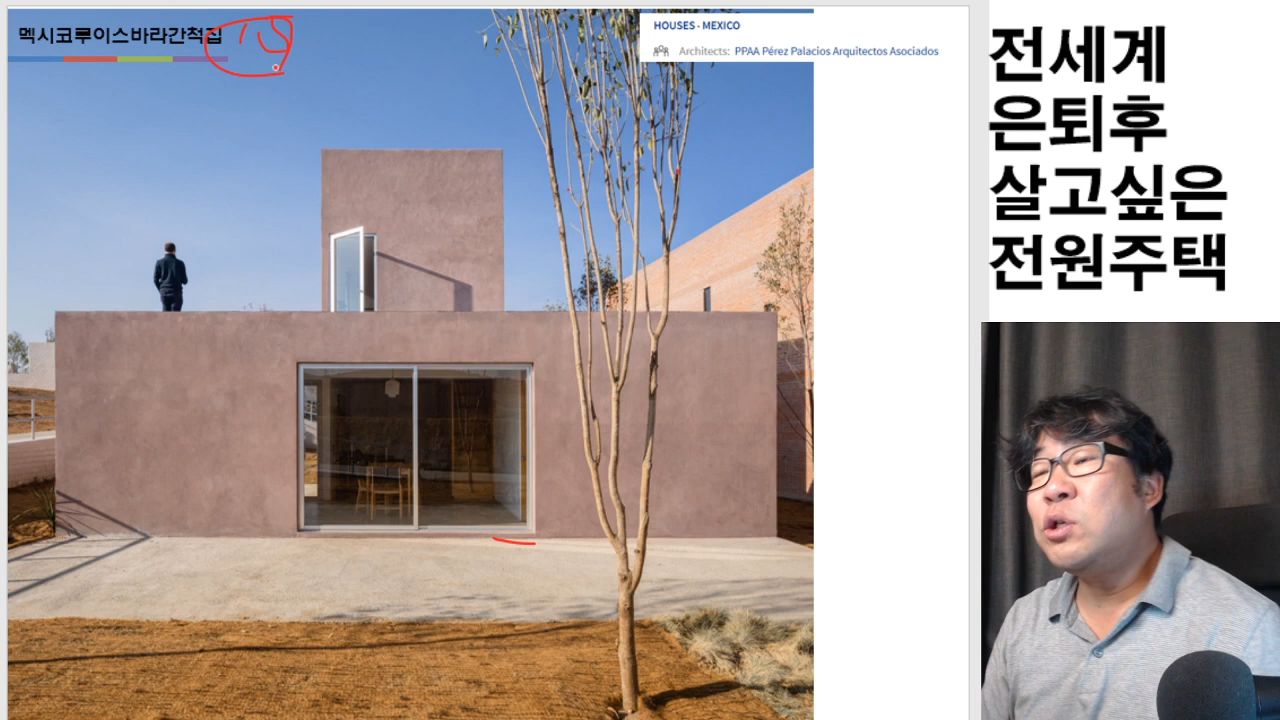 멕시코루이스바라간척집
HOUSES · MEXICO
Architects: PPAA Pérez Palacios Arquitectos Asociados
전세계
은퇴후
살고싶은
전원주택